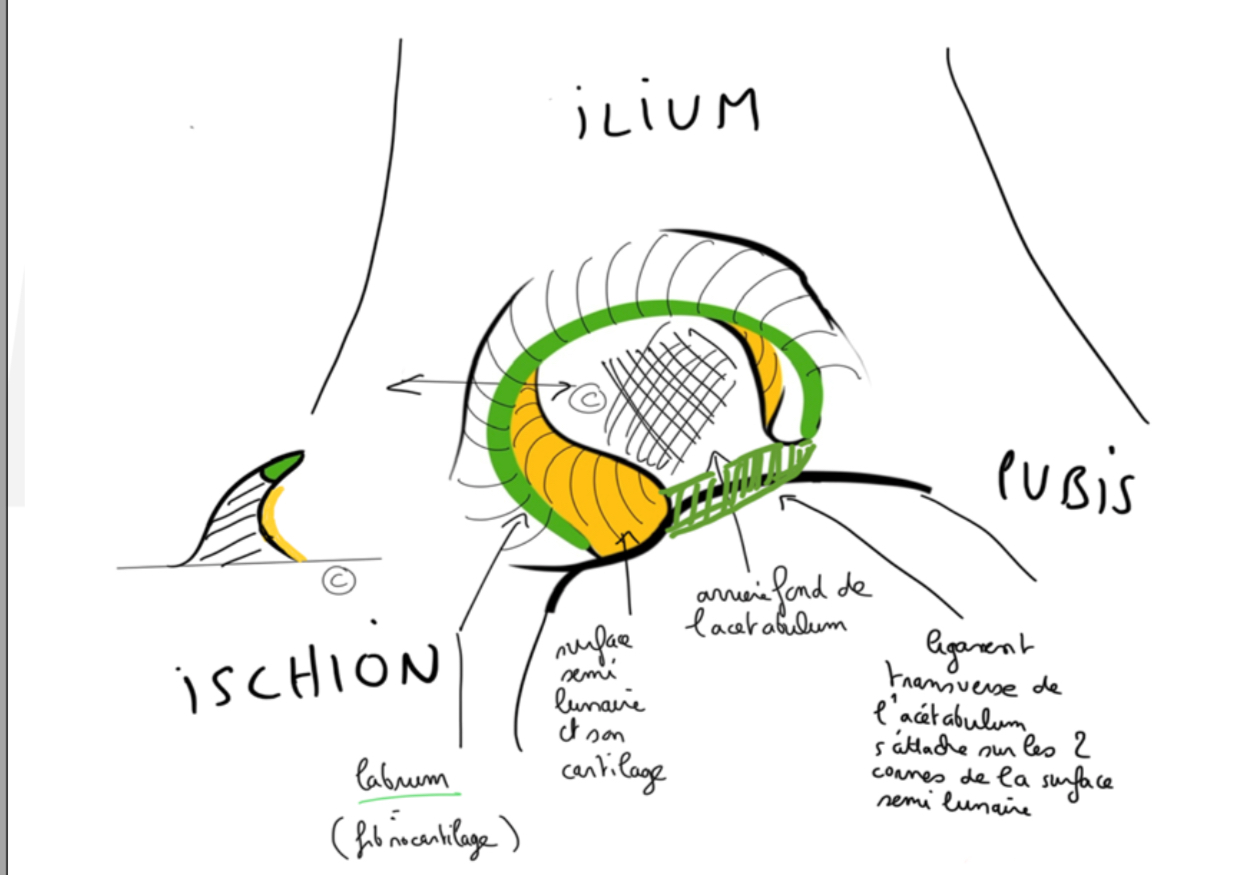 iLiUM
©
PUBiS
©
arrière fond de
l'acetabulum
iSCHiON
surface
semi
lunaire
et son
cartilage
ligament
transverse de
l'acétabulum
s'attache sur les 2
cornes de la surface
semi lunaire
labrum
(fibrocartilage)